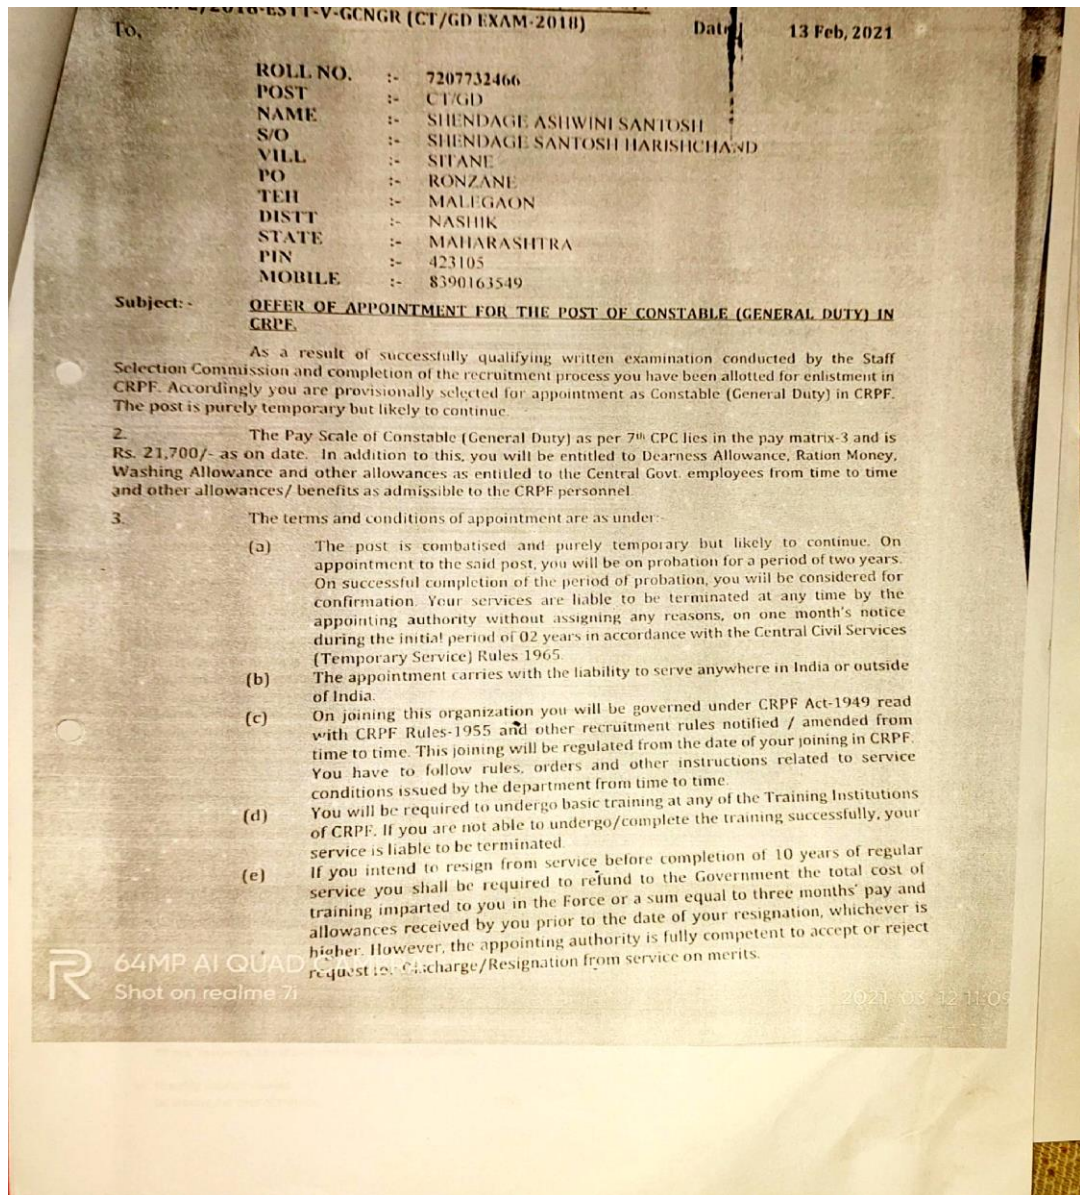 2/2018-ESTT-V-GCNGR (CT/GD EXAM-2018)
To, Date 13 Feb, 2021
ROLL NO. :- 7207732466
POST :- CT/GD
NAME :- SHENDAGE ASHWINI SANTOSH
S/O :- SHENDAGE SANTOSH HARISHCHAND
VILL :- SITANE
PO :- RONZANE
TEH :- MALEGAON
DISTT :- NASHIK
STATE :- MAHARASHTRA
PIN :- 423105
MOBILE :- 8390163549
Subject: - OFFER OF APPOINTMENT FOR THE POST OF CONSTABLE (GENERAL DUTY) IN
CRPF.
As a result of successfully qualifying written examination conducted by the Staff
Selection Commission and completion of the recruitment process you have been allotted for enlistment in
CRPF. Accordingly you are provisionally selected for appointment as Constable (General Duty) in CRPF.
The post is purely temporary but likely to continue.
2. The Pay Scale of Constable (General Duty) as per 7th CPC lies in the pay matrix-3 and is
Rs. 21,700/- as on date. In addition to this, you will be entitled to Dearness Allowance, Ration Money,
Washing Allowance and other allowances as entitled to the Central Govt. employees from time to time
and other allowances/ benefits as admissible to the CRPF personnel.
3. The terms and conditions of appointment are as under:-
(a) The post is combatised and purely temporary but likely to continue. On
appointment to the said post, you will be on probation for a period of two years.
On successful completion of the period of probation, you will be considered for
confirmation. Your services are liable to be terminated at any time by the
appointing authority without assigning any reasons, on one month's notice
during the initial period of 02 years in accordance with the Central Civil Services
(Temporary Service) Rules 1965.
(b) The appointment carries with the liability to serve anywhere in India or outside
of India.
(c) On joining this organization you will be governed under CRPF Act-1949 read
with CRPF Rules-1955 and other recruitment rules notified / amended from
time to time. This joining will be regulated from the date of your joining in CRPF.
You have to follow rules, orders and other instructions related to service
conditions issued by the department from time to time.
(d) You will be required to undergo basic training at any of the Training Institutions
of CRPF. If you are not able to undergo/complete the training successfully, your
service is liable to be terminated.
(e) If you intend to resign from service before completion of 10 years of regular
service you shall be required to refund to the Government the total cost of
training imparted to you in the Force or a sum equal to three months' pay and
allowances received by you prior to the date of your resignation, whichever is
higher. However, the appointing authority is fully competent to accept or reject
request for Discharge/Resignation from service on merits.
R 64MP AI QUAD CAMERA
Shot on realme 7i
2021/03/12 11:09